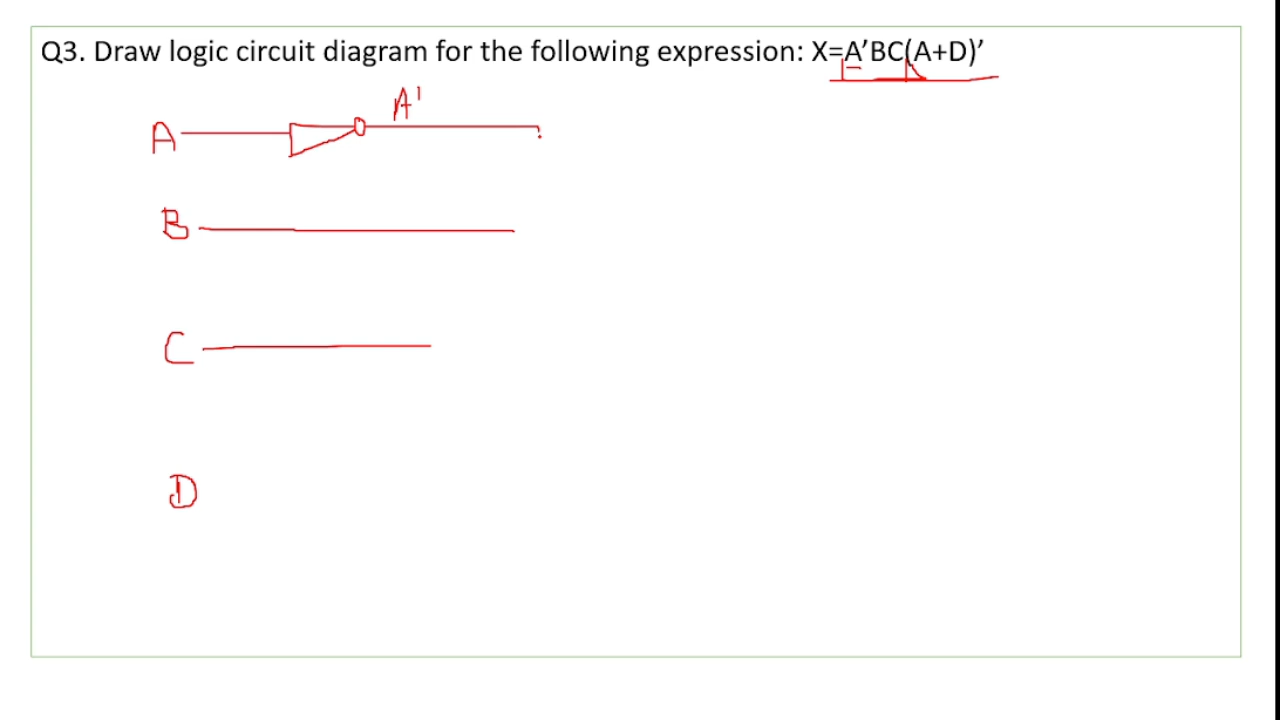 Q3. Draw logic circuit diagram for the following expression: X=A’BC(A+D)’
A'
A
B
C
D